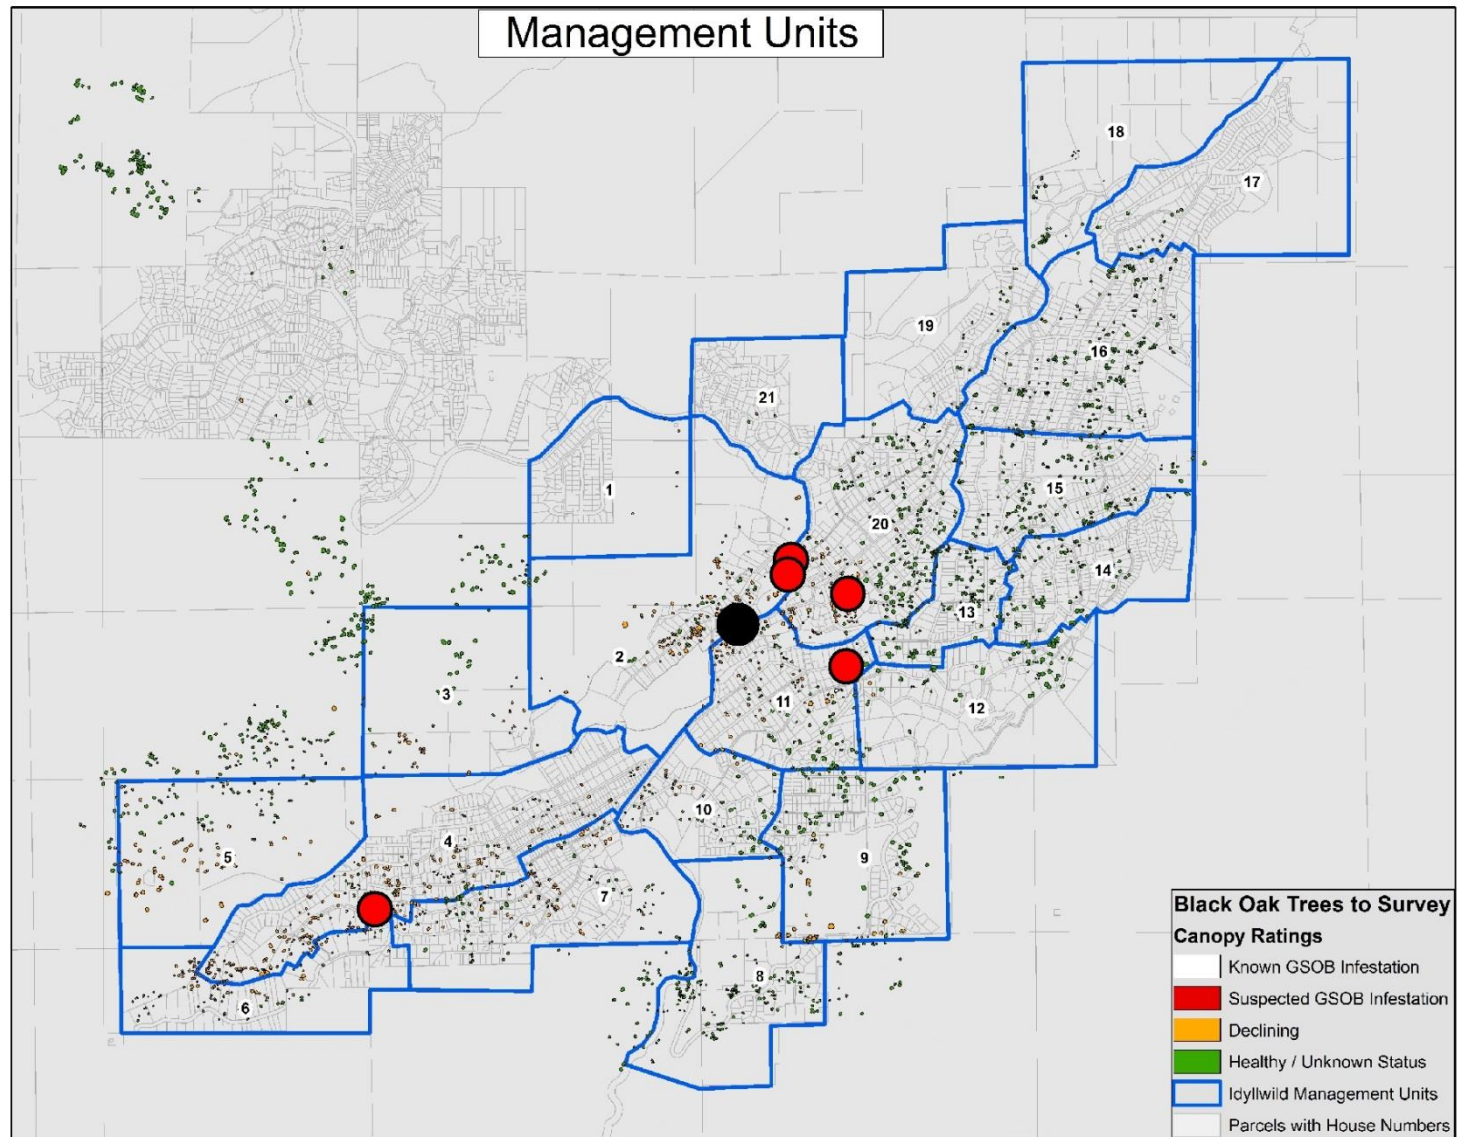 Management Units
18
17
19
16
21
1
15
20
14
13
2
3
11
12
10
4
9
5
7
8
6
Black Oak Trees to Survey
Canopy Ratings
Known GSOB Infestation
Suspected GSOB Infestation
Declining
Healthy / Unknown Status
Idyllwild Management Units
Parcels with House Numbers